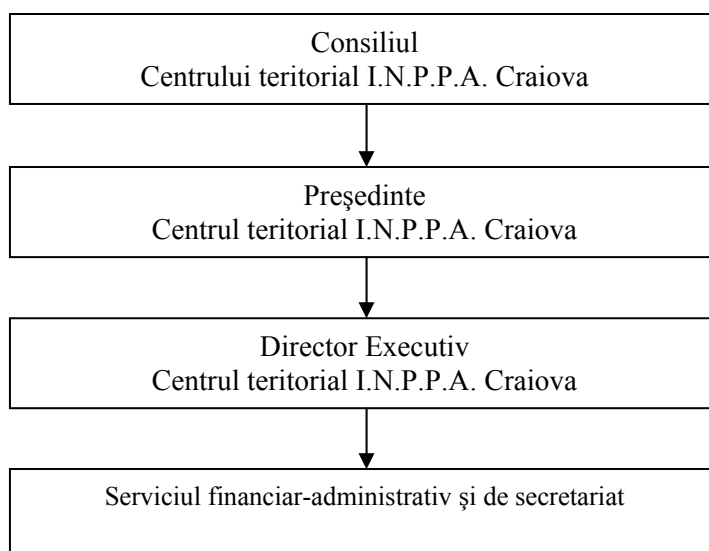 Consiliul
Centrului teritorial I.N.P.P.A. Craiova
Preşedinte
Centrul teritorial I.N.P.P.A. Craiova
Director Executiv
Centrul teritorial I.N.P.P.A. Craiova
Serviciul financiar-administrativ şi de secretariat